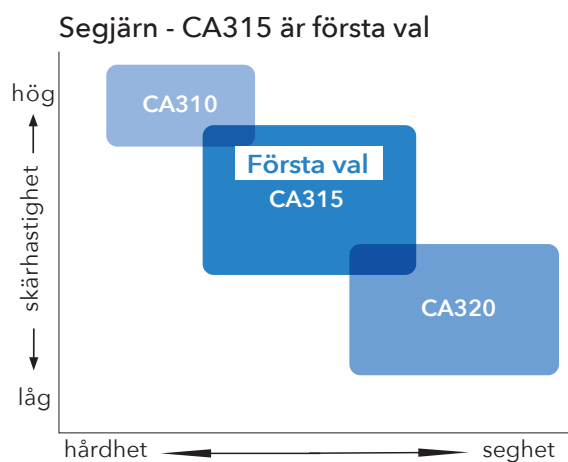 Segjärn - CA315 är första val
hög
CA310
Första val
CA315
skärhastighet
CA320
låg
hårdhet
seghet